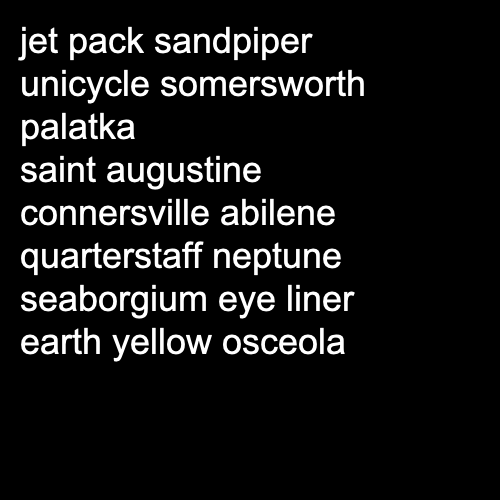 jet pack sandpiper
unicycle somersworth
palatka
saint augustine
connersville abilene
quarterstaff neptune
seaborgium eye liner
earth yellow osceola